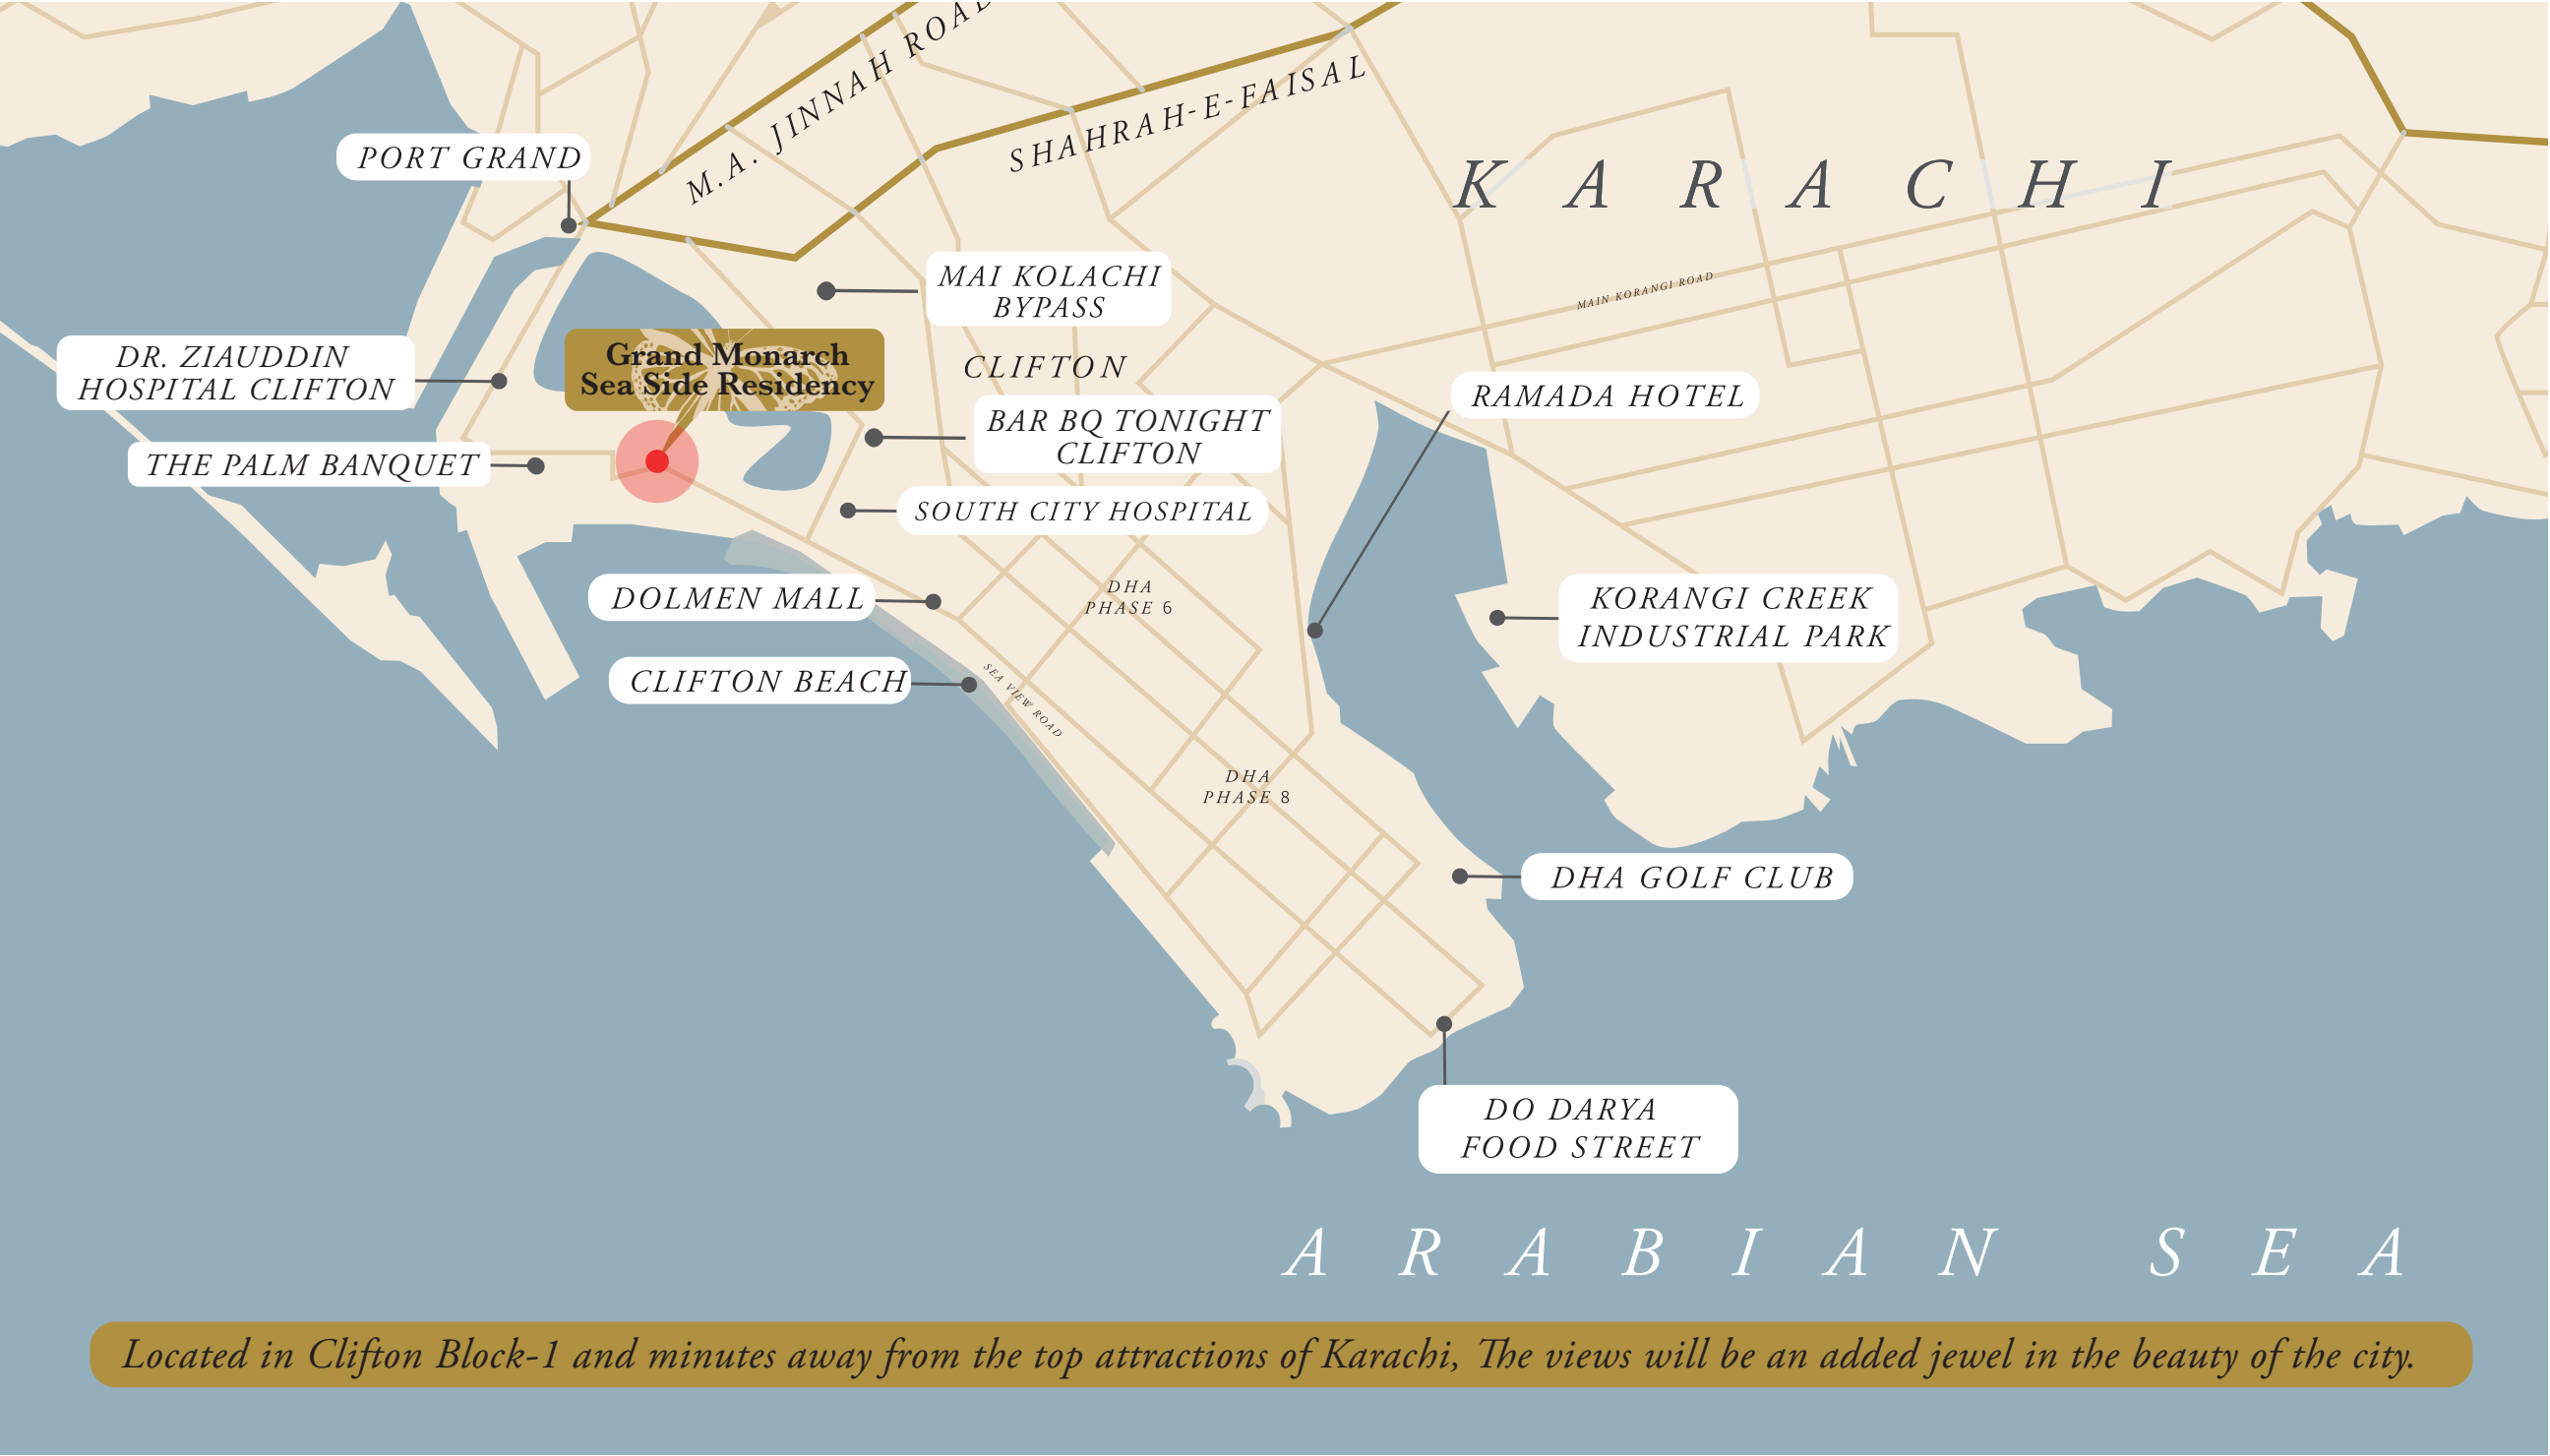 M.A. JINNAH ROAD
SHAHRAH-E-FAISAL
PORT GRAND
KARACHI
MAI KOLACHI
BYPASS
MAIN KORANGI ROAD
DR. ZIAUDDIN
HOSPITAL CLIFTON
Grand Monarch
Sea Side Residency
CLIFTON
RAMADA HOTEL
BAR BQ TONIGHT
CLIFTON
THE PALM BANQUET
SOUTH CITY HOSPITAL
DHA
PHASE 6
DOLMEN MALL
KORANGI CREEK
INDUSTRIAL PARK
CLIFTON BEACH
SEA VIEW ROAD
DHA
PHASE 8
DHA GOLF CLUB
DO DARYA
FOOD STREET
ARABIAN SEA
Located in Clifton Block-1 and minutes away from the top attractions of Karachi, The views will be an added jewel in the beauty of the city.